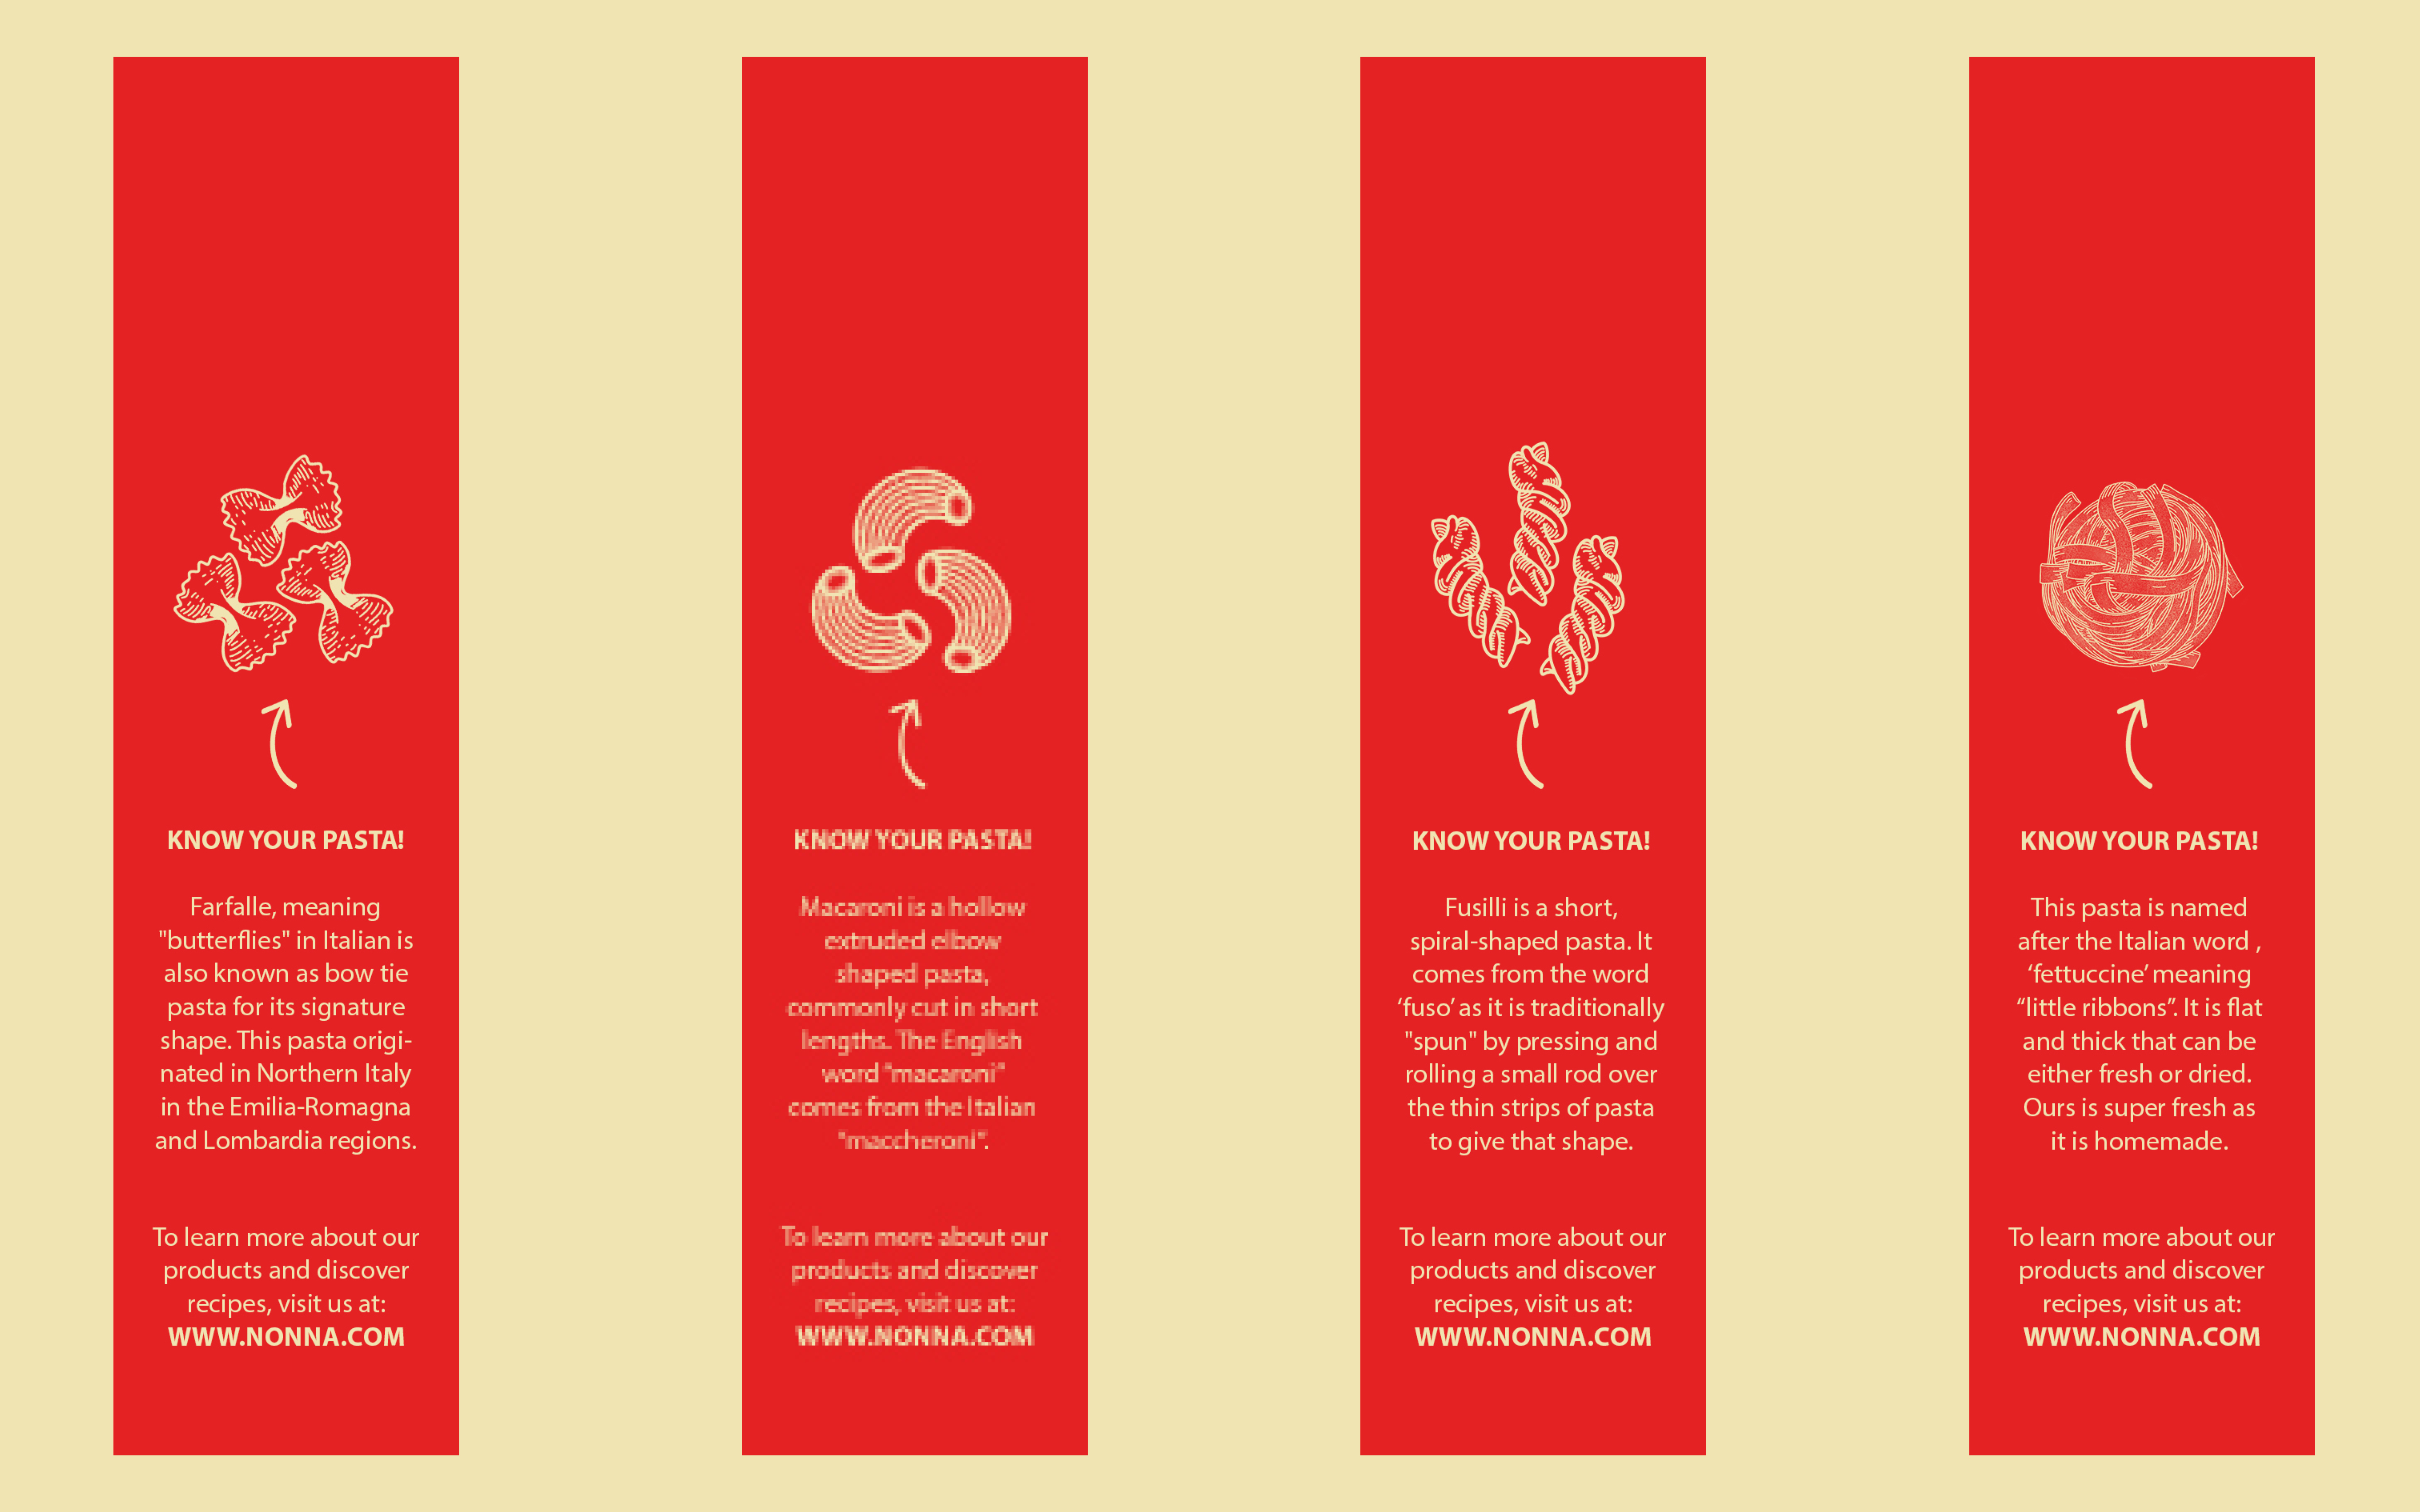 KNOW YOUR PASTA!
Farfalle, meaning
"butterflies" in Italian is
also known as bow tie
pasta for its signature
shape. This pasta origi-
nated in Northern Italy
in the Emilia-Romagna
and Lombardia regions.
To learn more about our
products and discover
recipes, visit us at:
WWW.NONNA.COM
KNOW YOUR PASTA!
Macaroni is a hollow
extruded elbow
shaped pasta,
commonly cut in short
lengths. The English
word "macaroni"
comes from the Italian
"maccheroni".
To learn more about our
products and discover
recipes, visit us at:
WWW.NONNA.COM
KNOW YOUR PASTA!
Fusilli is a short,
spiral-shaped pasta. It
comes from the word
‘fuso’ as it is traditionally
"spun" by pressing and
rolling a small rod over
the thin strips of pasta
to give that shape.
To learn more about our
products and discover
recipes, visit us at:
WWW.NONNA.COM
KNOW YOUR PASTA!
This pasta is named
after the Italian word ,
‘fettuccine’ meaning
“little ribbons”. It is flat
and thick that can be
either fresh or dried.
Ours is super fresh as
it is homemade.
To learn more about our
products and discover
recipes, visit us at:
WWW.NONNA.COM